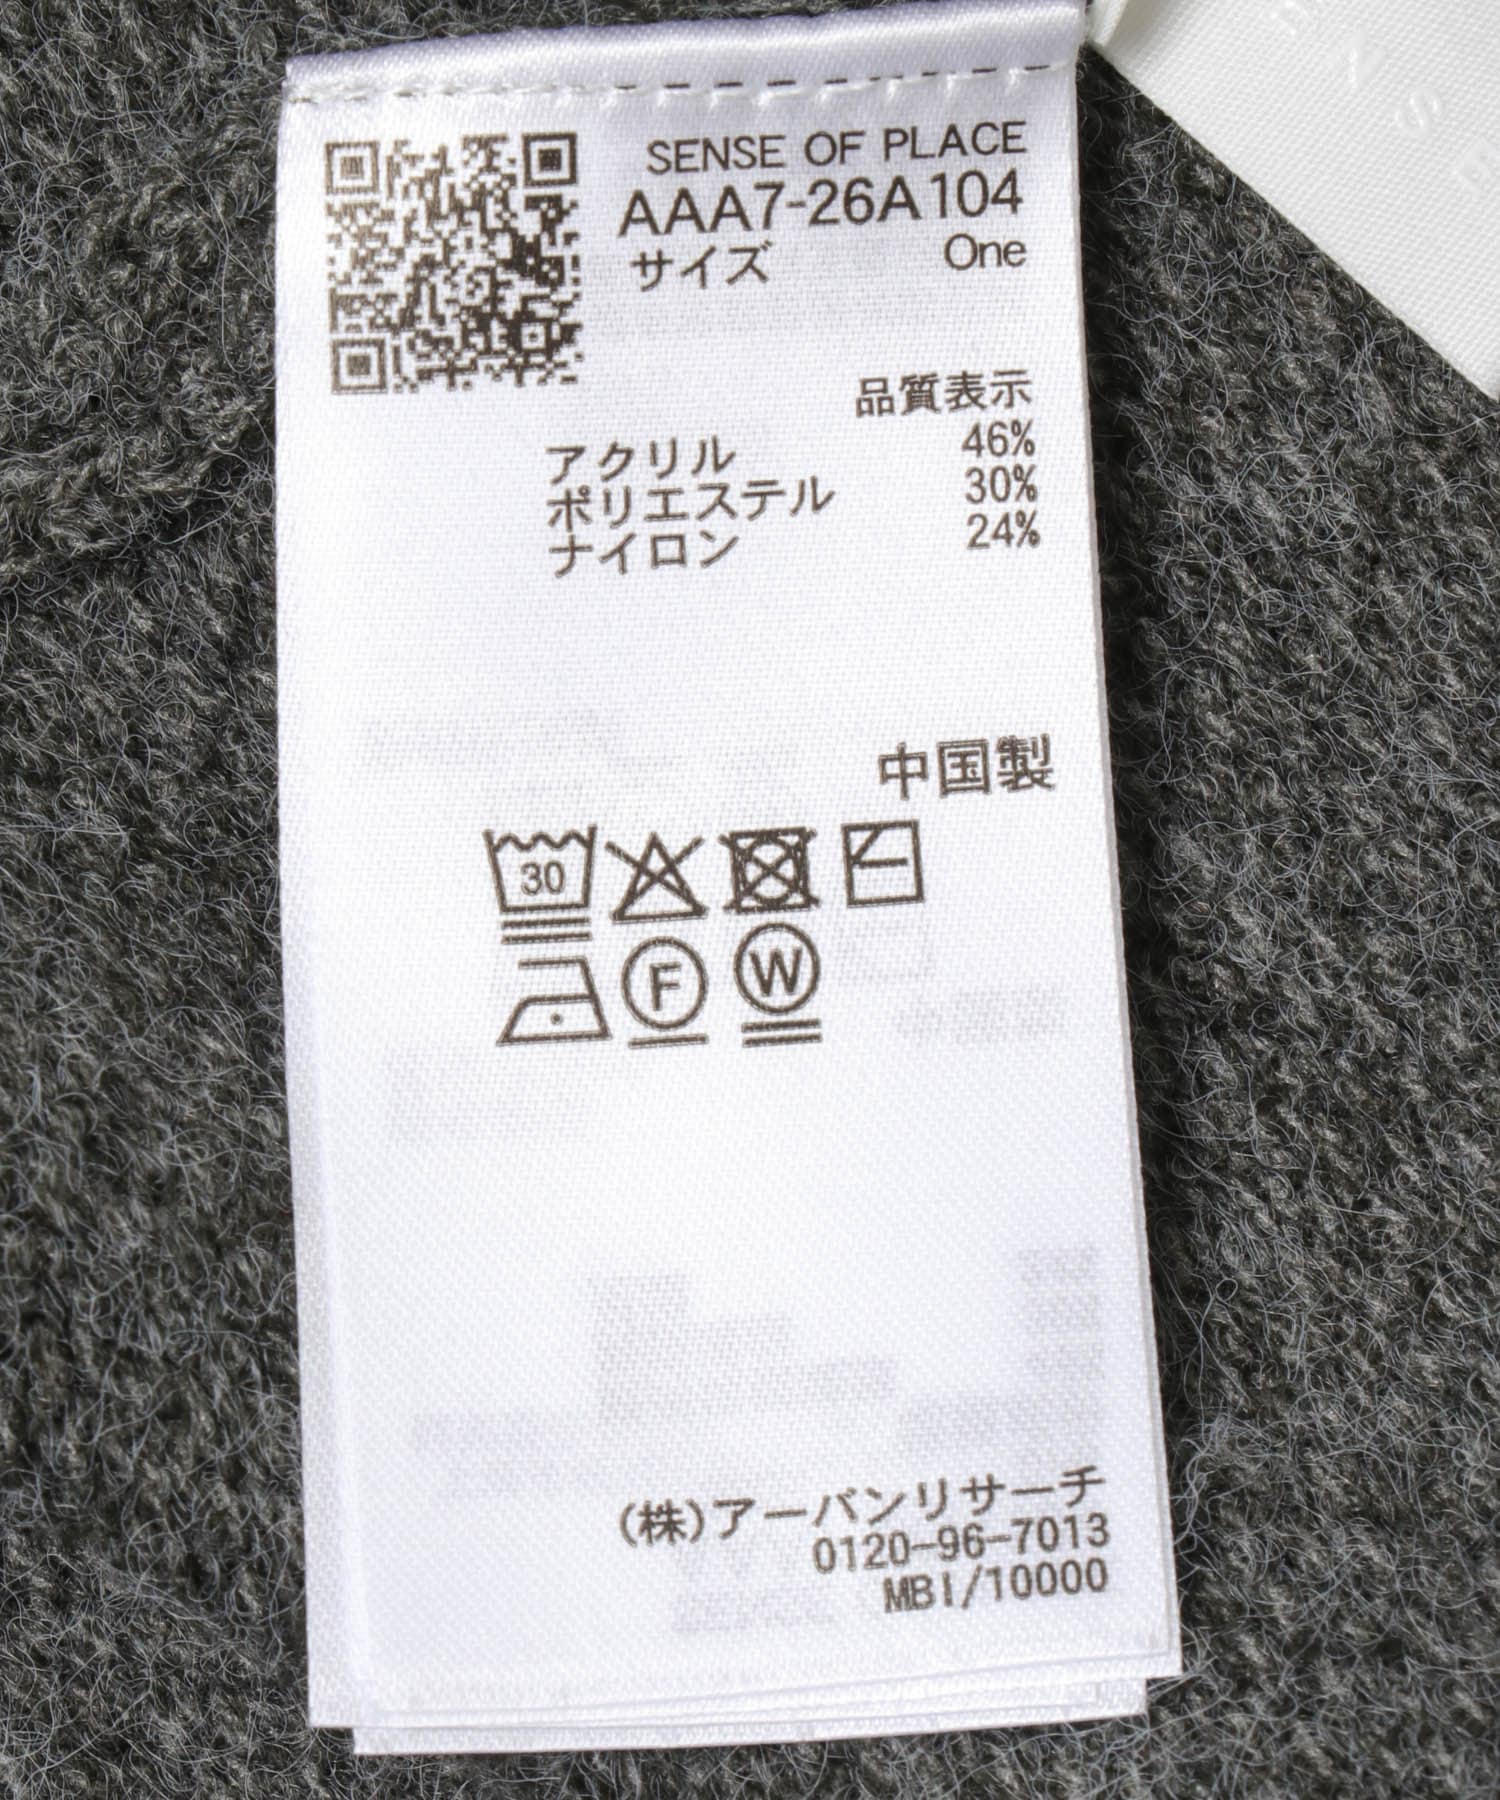 SENSE OF PLACE
AAA7-26A104
サイズ One
品質表示
アクリル 46%
ポリエステル 30%
ナイロン 24%
中国製
30
F W
(株)アーバンリサーチ
0120-96-7013
MBI/10000